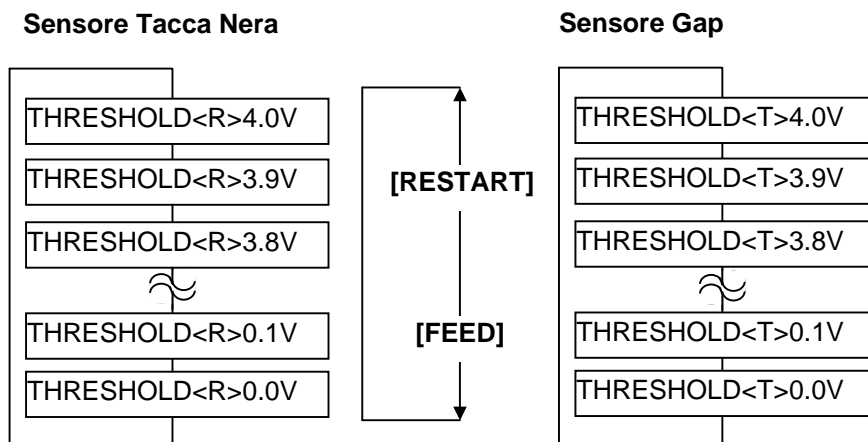 Sensore Tacca Nera
THRESHOLD<R>4.0V
THRESHOLD<R>3.9V
THRESHOLD<R>3.8V
THRESHOLD<R>0.1V
THRESHOLD<R>0.0V
[RESTART]
[FEED]
Sensore Gap
THRESHOLD<T>4.0V
THRESHOLD<T>3.9V
THRESHOLD<T>3.8V
THRESHOLD<T>0.1V
THRESHOLD<T>0.0V